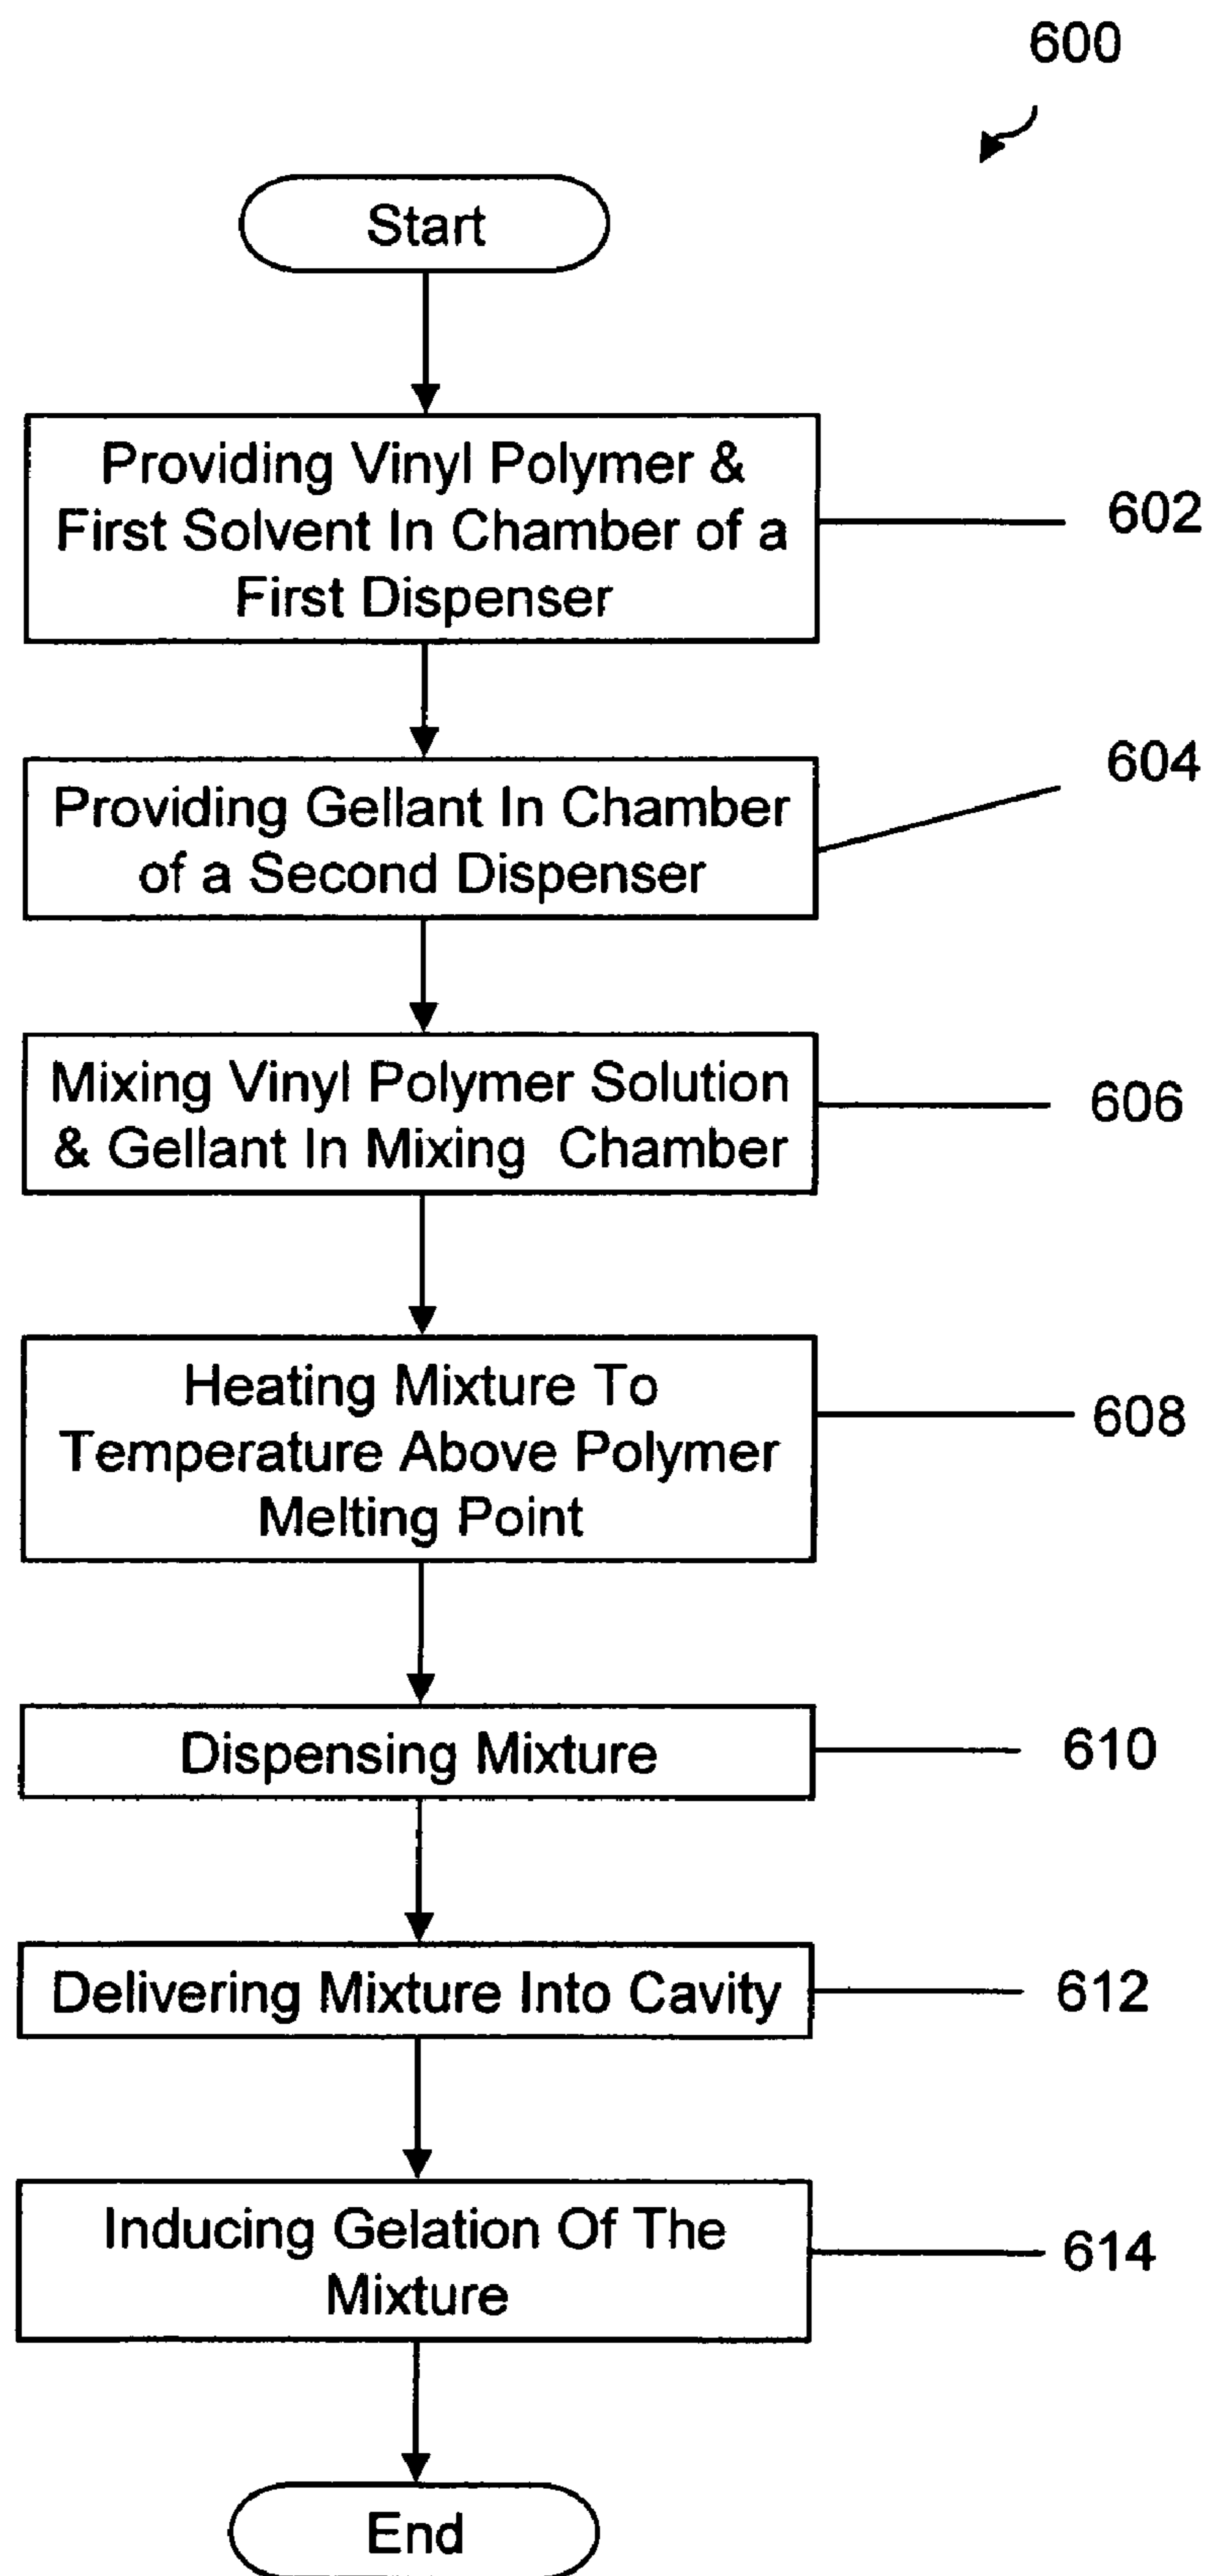 600
Start
Providing Vinyl Polymer &
First Solvent In Chamber of a
First Dispenser
602
Providing Gellant In Chamber
of a Second Dispenser
604
Mixing Vinyl Polymer Solution
& Gellant In Mixing Chamber
606
Heating Mixture To
Temperature Above Polymer
Melting Point
608
Dispensing Mixture
610
Delivering Mixture Into Cavity
612
Inducing Gelation Of The
Mixture
614
End